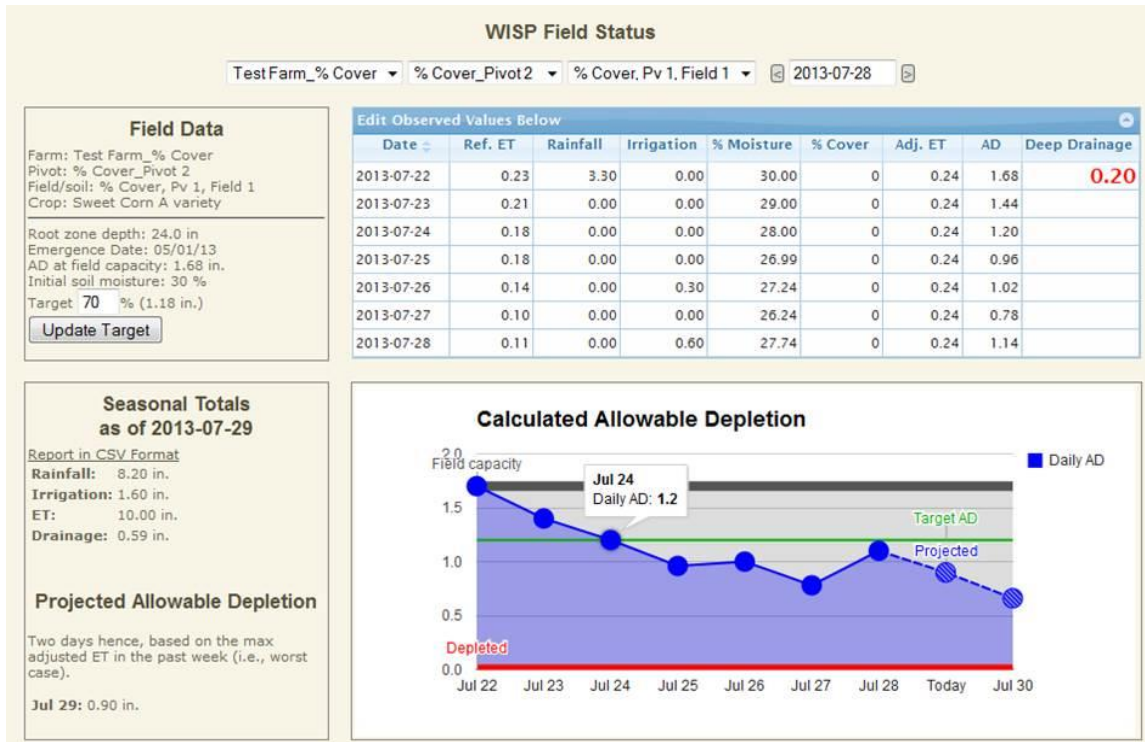 WISP Field Status
Test Farm_% Cover % Cover_Pivot 2 % Cover, Pv 1, Field 1 < 2013-07-28 >
Field Data
Farm: Test Farm_% Cover
Pivot: % Cover_Pivot 2
Field/soil: % Cover, Pv 1, Field 1
Crop: Sweet Corn A variety
Root zone depth: 24.0 in
Emergence Date: 05/01/13
AD at field capacity: 1.68 in.
Initial soil moisture: 30 %
Target 70 % (1.18 in.)
Update Target
Edit Observed Values Below
Date Ref. ET Rainfall Irrigation % Moisture % Cover Adj. ET AD Deep Drainage
2013-07-22 0.23 3.30 0.00 30.00 0 0.24 1.68 0.20
2013-07-23 0.21 0.00 0.00 29.00 0 0.24 1.44
2013-07-24 0.18 0.00 0.00 28.00 0 0.24 1.20
2013-07-25 0.18 0.00 0.00 26.99 0 0.24 0.96
2013-07-26 0.14 0.00 0.30 27.24 0 0.24 1.02
2013-07-27 0.10 0.00 0.00 26.24 0 0.24 0.78
2013-07-28 0.11 0.00 0.60 27.74 0 0.24 1.14
Seasonal Totals
as of 2013-07-29
Report in CSV Format
Rainfall: 8.20 in.
Irrigation: 1.60 in.
ET: 10.00 in.
Drainage: 0.59 in.
Projected Allowable Depletion
Two days hence, based on the max
adjusted ET in the past week (i.e., worst
case).
Jul 29: 0.90 in.
Calculated Allowable Depletion
2.0
Field capacity
Daily AD
Jul 24
Daily AD: 1.2
1.5
Target AD
1.0
Projected
0.5
Depleted
0.0
Jul 22 Jul 23 Jul 24 Jul 25 Jul 26 Jul 27 Jul 28 Today Jul 30